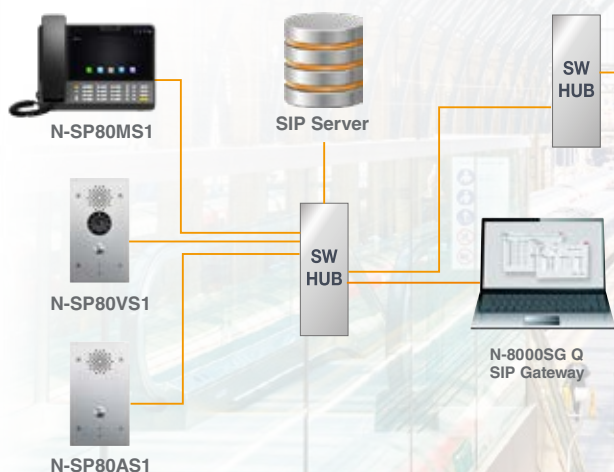 SW
HUB
N-SP80MS1
SIP Server
N-SP80VS1
SW
HUB
N-8000SG Q
SIP Gateway
N-SP80AS1